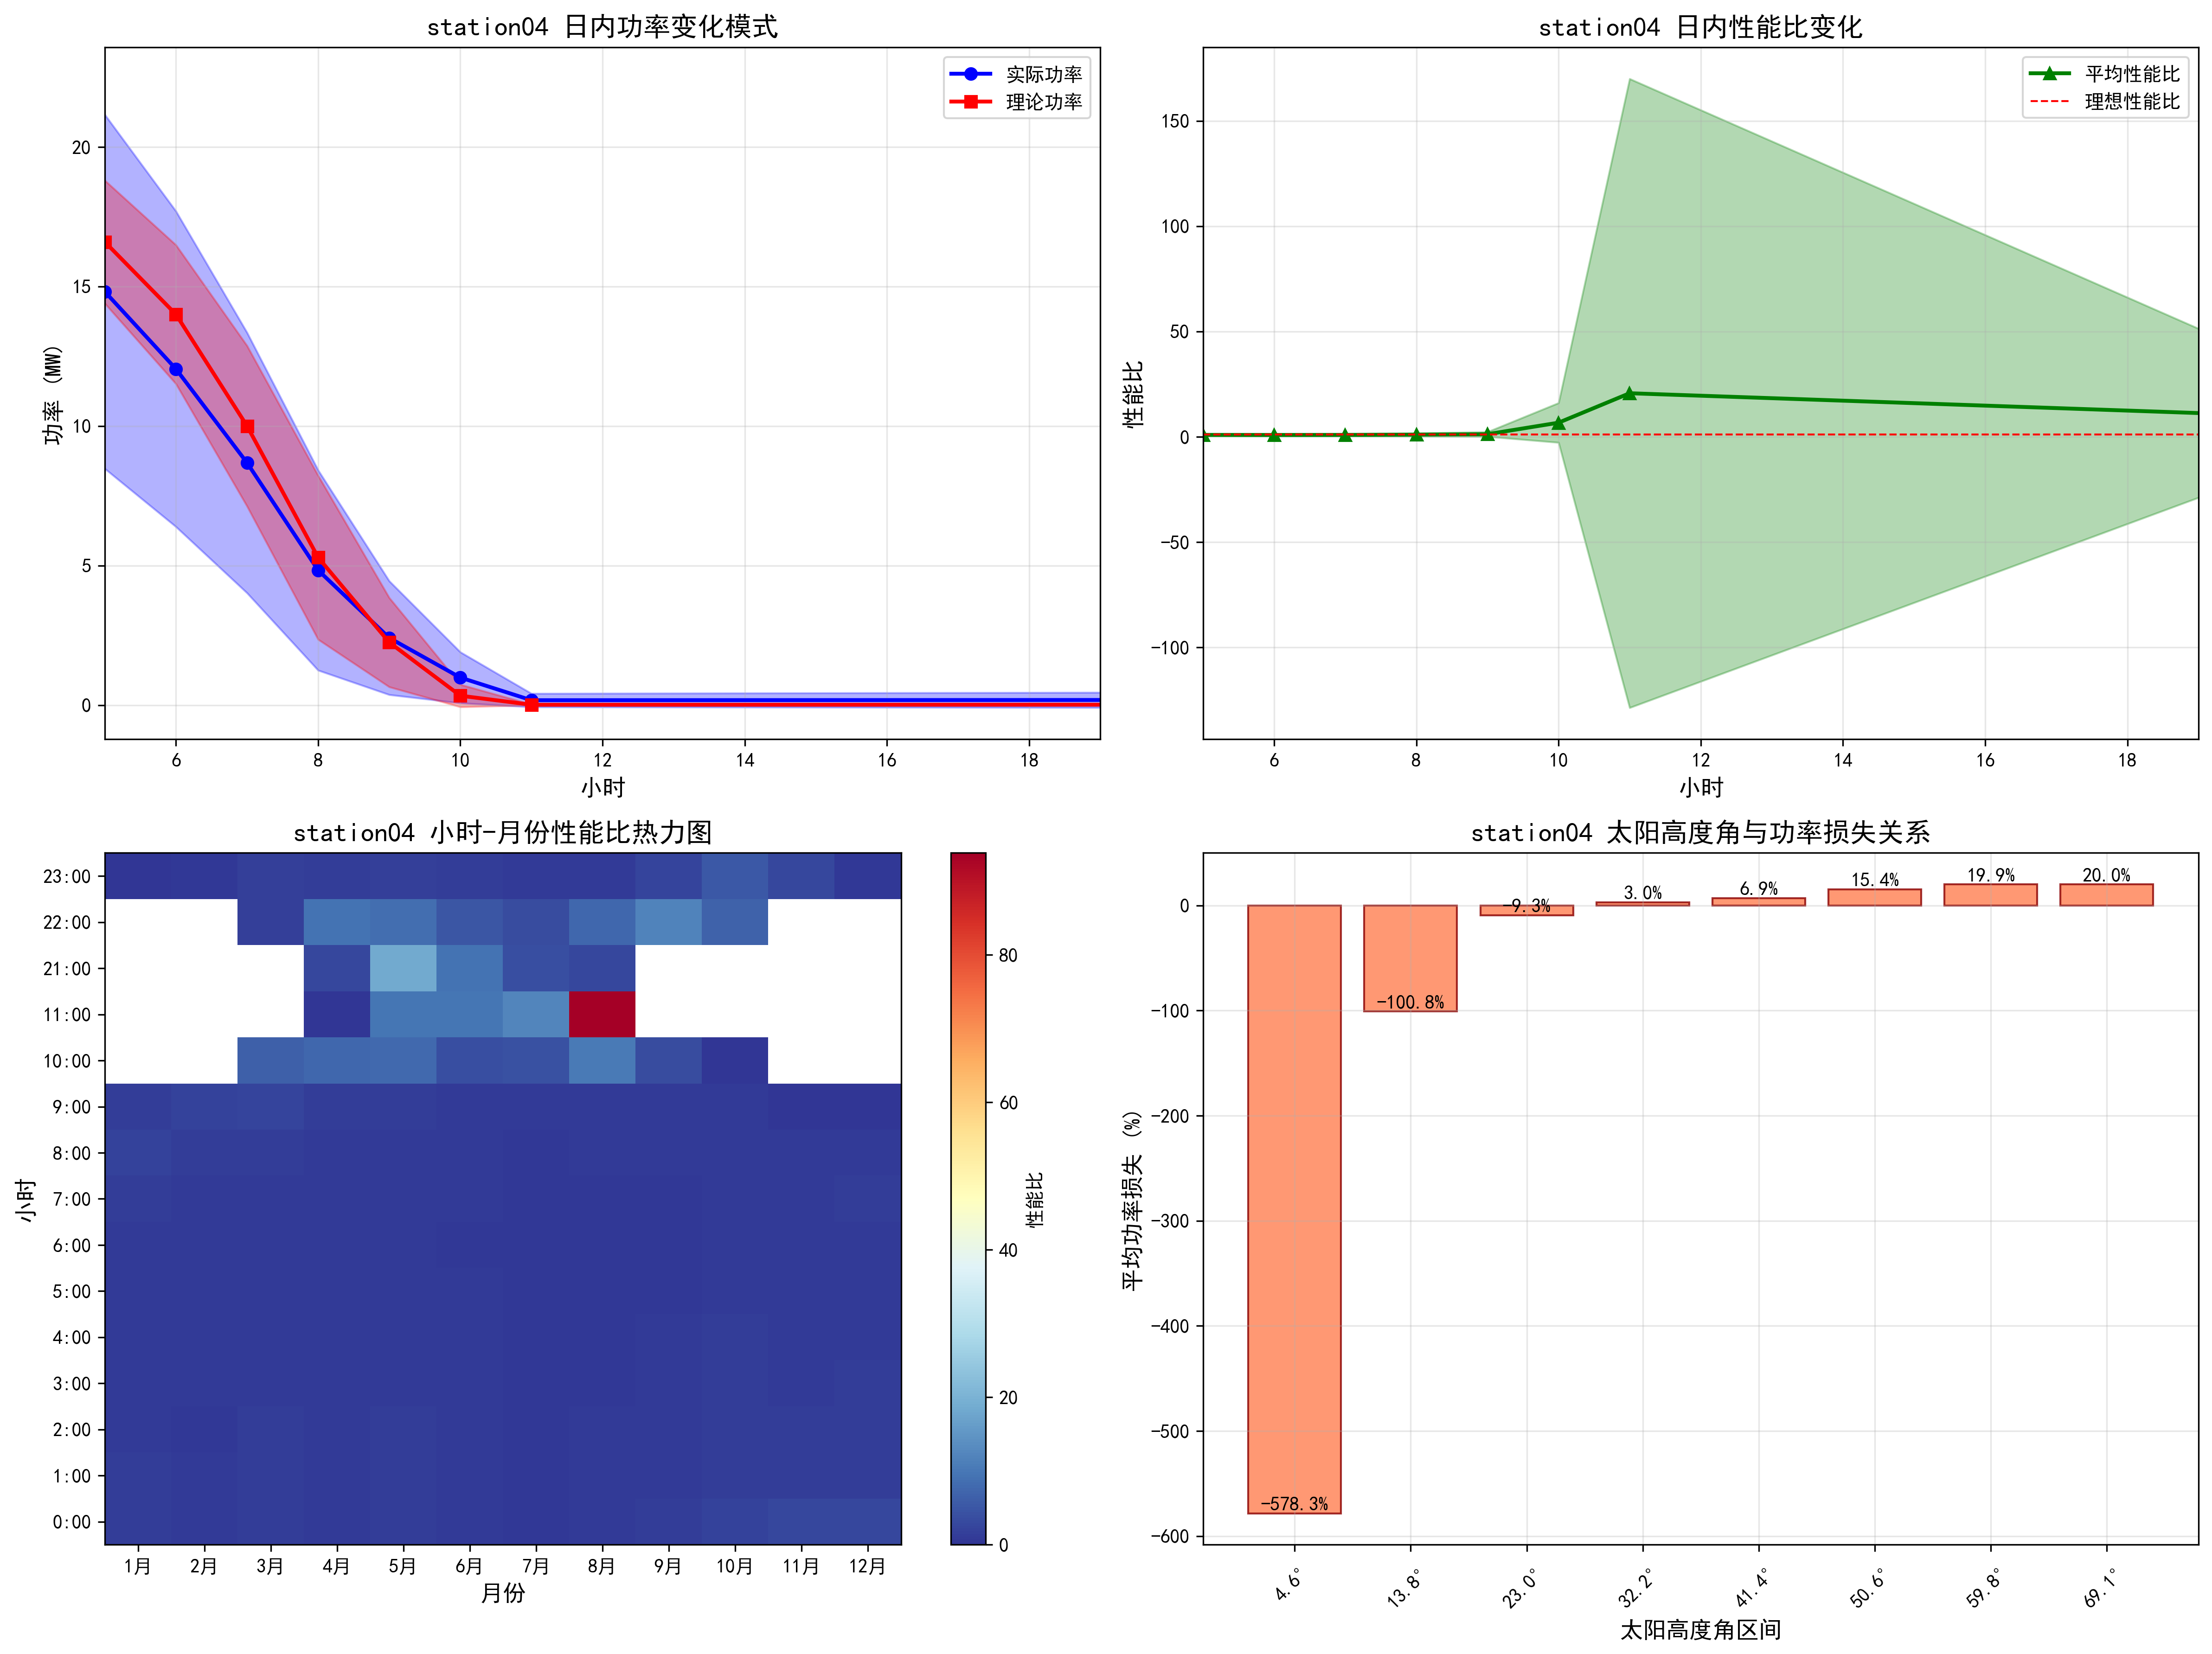 station04 日内功率变化模式
实际功率
理论功率
20
15
10
5
0
功率 (MW)
6
8
10
12
14
16
18
小时
station04 日内性能比变化
平均性能比
理想性能比
150
100
50
0
−50
−100
性能比
6
8
10
12
14
16
18
小时
station04 小时-月份性能比热力图
23:00
22:00
21:00
11:00
10:00
9:00
8:00
7:00
6:00
5:00
4:00
3:00
2:00
1:00
0:00
小时
1月
2月
3月
4月
5月
6月
7月
8月
9月
10月
11月
12月
月份
80
60
40
20
0
性能比
station04 太阳高度角与功率损失关系
0
−100
−200
−300
−400
−500
−600
平均功率损失 (%)
−578.3%
−100.8%
−9.3%
3.0%
6.9%
15.4%
19.9%
20.0%
4.6°
13.8°
23.0°
32.2°
41.4°
50.6°
59.8°
69.1°
太阳高度角区间